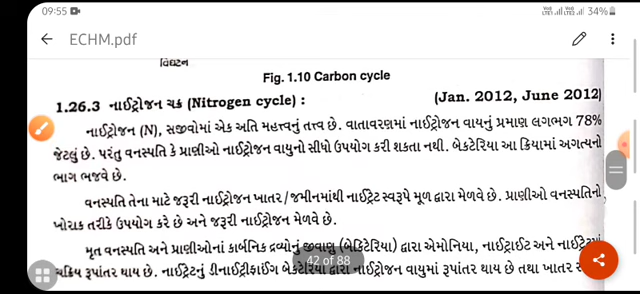 09:55 34%
ECHM.pdf
વિઘટન
Fig. 1.10 Carbon cycle
1.26.3 નાઈટ્રોજન ચક્ર (Nitrogen cycle) : (Jan. 2012, June 2012)
નાઈટ્રોજન (N), સજીવોમાં એક અતિ મહત્ત્વનું તત્ત્વ છે. વાતાવરણમાં નાઈટ્રોજન વાયુનું પ્રમાણ લગભગ 78%
જેટલું છે. પરંતુ વનસ્પતિ કે પ્રાણીઓ નાઈટ્રોજન વાયુનો સીધો ઉપયોગ કરી શકતા નથી. બેક્ટેરિયા આ ક્રિયામાં અગત્યનો
ભાગ ભજવે છે.
વનસ્પતિ તેના માટે જરૂરી નાઈટ્રોજન ખાતર / જમીનમાંથી નાઈટ્રેટ સ્વરૂપે મૂળ દ્વારા મેળવે છે. પ્રાણીઓ વનસ્પતિનો
ખોરાક તરીકે ઉપયોગ કરે છે અને જરૂરી નાઈટ્રોજન મેળવે છે.
મૃત વનસ્પતિ અને પ્રાણીઓનાં કાર્બનિક દ્રવ્યોનું જીવાણુ (બેક્ટેરિયા) દ્વારા એમોનિયા, નાઈટ્રાઈટ અને નાઈટ્રેટમાં
ચક્રિય રૂપાંતર થાય છે. નાઈટ્રેટનું ડીનાઈટ્રીફાઈંગ બેક્ટેરિયા દ્વારા નાઈટ્રોજન વાયુમાં રૂપાંતર થાય છે તથા ખાતર
42 of 88